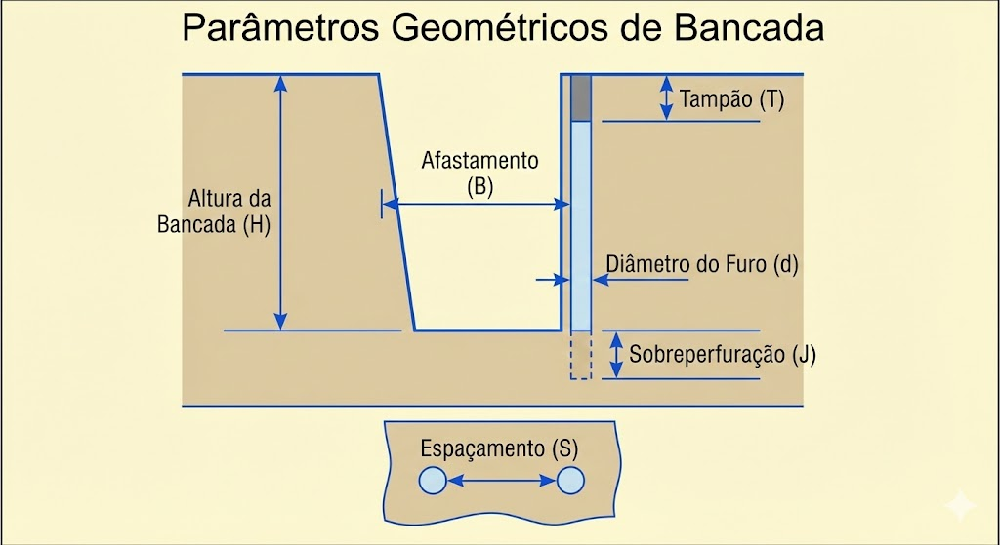 Parâmetros Geométricos de Bancada
Tampão (T)
Afastamento
(B)
Altura da
Bancada (H)
Diâmetro do Furo (d)
Sobreperfuração (J)
Espaçamento (S)